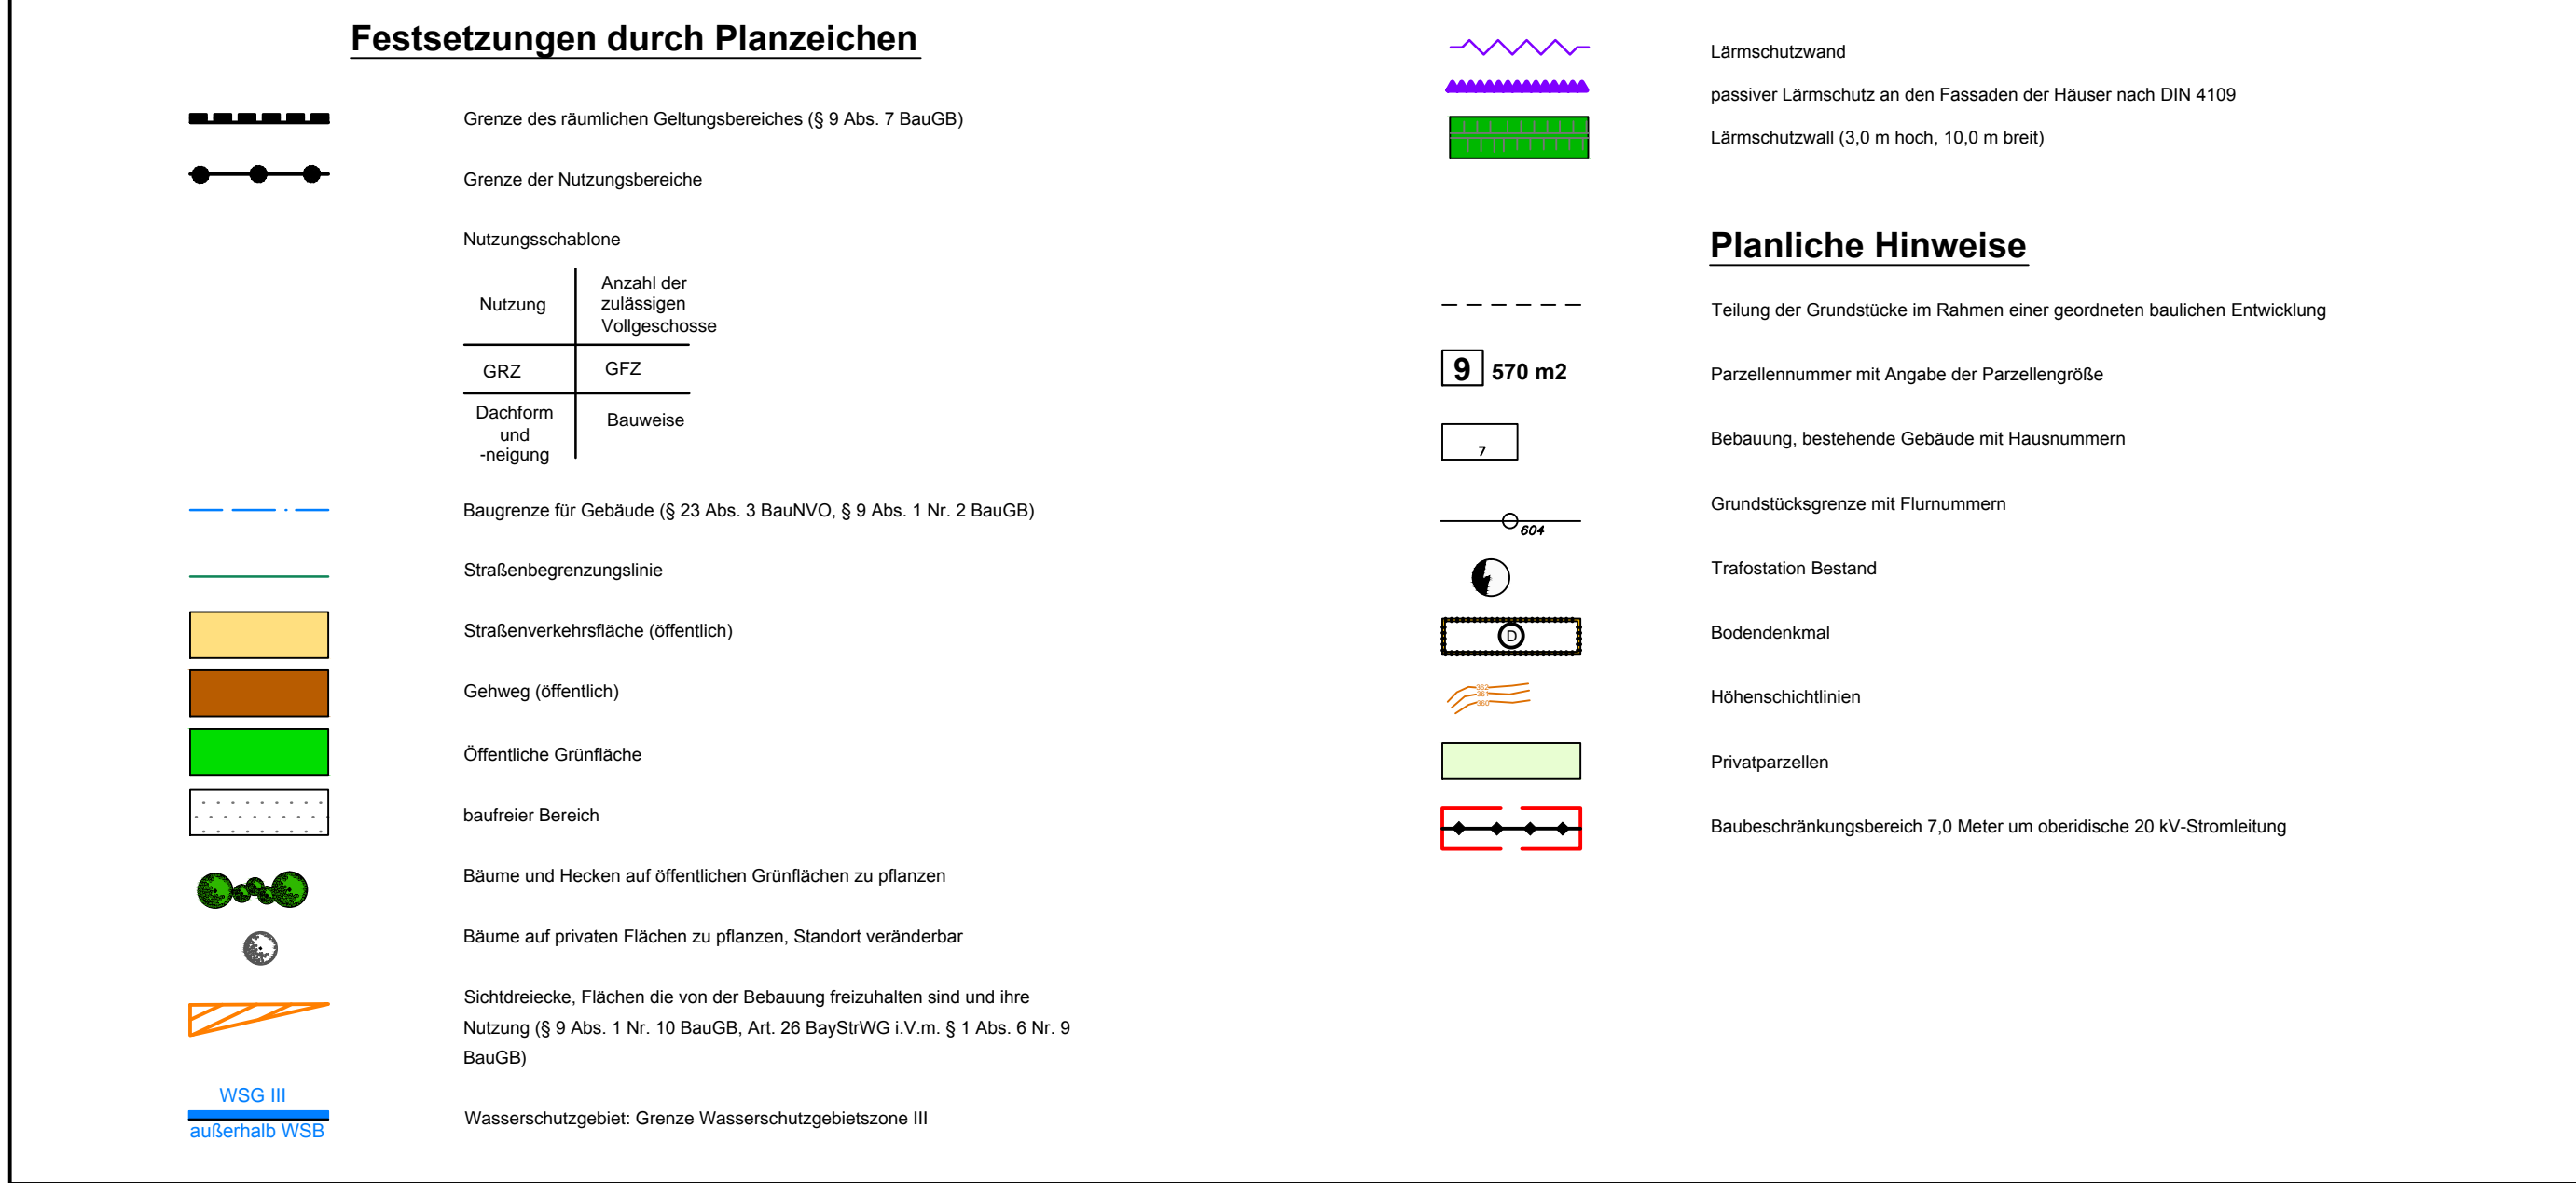 Festsetzungen durch Planzeichen
Grenze des räumlichen Geltungsbereiches (§ 9 Abs. 7 BauGB)
Grenze der Nutzungsbereiche
Nutzungsschablone
Nutzung
Anzahl der
zulässigen
Vollgeschosse
GRZ
GFZ
Dachform
und
-neigung
Bauweise
Baugrenze für Gebäude (§ 23 Abs. 3 BauNVO, § 9 Abs. 1 Nr. 2 BauGB)
Straßenbegrenzungslinie
Straßenverkehrsfläche (öffentlich)
Gehweg (öffentlich)
Öffentliche Grünfläche
baufreier Bereich
Bäume und Hecken auf öffentlichen Grünflächen zu pflanzen
Bäume auf privaten Flächen zu pflanzen, Standort veränderbar
Sichtdreiecke, Flächen die von der Bebauung freizuhalten sind und ihre
Nutzung (§ 9 Abs. 1 Nr. 10 BauGB, Art. 26 BayStrWG i.V.m. § 1 Abs. 6 Nr. 9
BauGB)
WSG III
außerhalb WSB
Wasserschutzgebiet: Grenze Wasserschutzgebietszone III
Lärmschutzwand
passiver Lärmschutz an den Fassaden der Häuser nach DIN 4109
Lärmschutzwall (3,0 m hoch, 10,0 m breit)
Planliche Hinweise
Teilung der Grundstücke im Rahmen einer geordneten baulichen Entwicklung
9 570 m2
Parzellennummer mit Angabe der Parzellengröße
7
Bebauung, bestehende Gebäude mit Hausnummern
Grundstücksgrenze mit Flurnummern
604
Trafostation Bestand
D
Bodendenkmal
362
361
360
Höhenschichtlinien
Privatparzellen
Baubeschränkungsbereich 7,0 Meter um oberidische 20 kV-Stromleitung